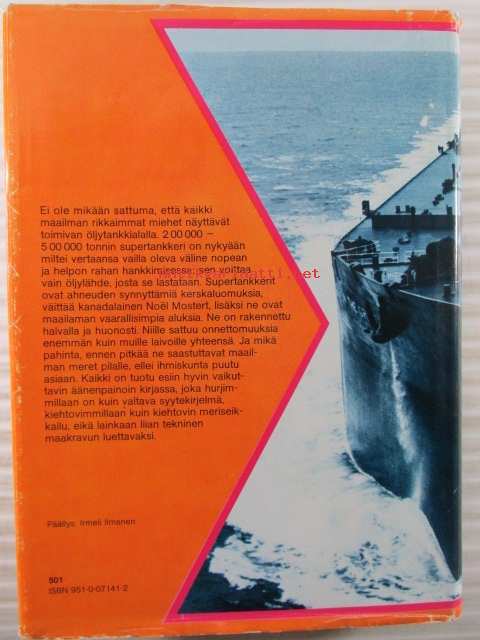 Ei ole mikään sattuma, että kaikki
maailman rikkaimmat miehet näyttävät
toimivan öljytankkialalla. 200 000 –
500 000 tonnin supertankkeri on nykyään
miltei vertaansa vailla oleva väline nopean
ja helpon rahan hankkimisessa: sen voittaa
vain öljylähde, josta se lastataan. Supertankkerit
ovat ahneuden synnyttämiä kerskaluomuksia,
väittää kanadalainen Noël Mostert, lisäksi ne ovat
maailaman vaarallisimpia aluksia. Ne on rakennettu
halvalla ja huonosti. Niille sattuu onnettomuuksia
enemmän kuin muille laivoille yhteensä. Ja mikä
pahinta, ennen pitkää ne saastuttavat maail-
man meret pilalle, ellei ihmiskunta puutu
asiaan. Kaikki on tuotu esiin hyvin vaikut-
tavin äänenpainoin kirjassa, joka hurjim-
millaan on kuin valtava syytekirjelmä,
kiehtovimmillaan kuin kiehtovin meriseik-
kailu, eikä lainkaan liian tekninen
maakravun luettavaksi.
Päällys: Irmeli Ilmanen
501
ISBN 951-0-07141-2